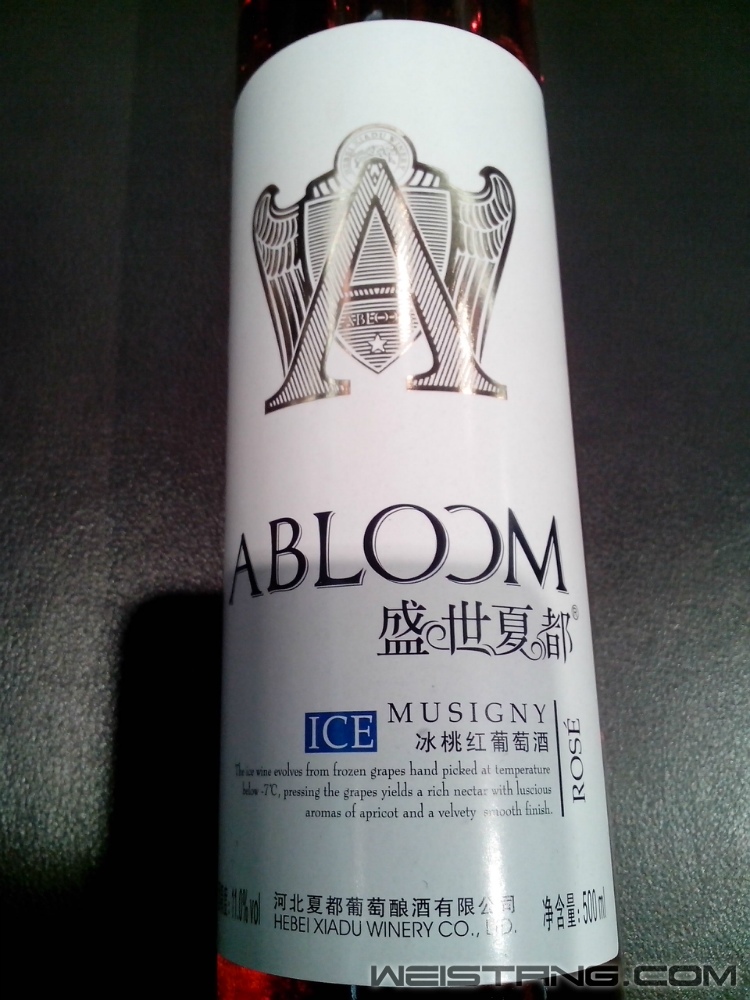 ABLOOM
盛世夏都®
ICE MUSIGNY
冰桃红葡萄酒
ROSÉ
The ice wine evolves from frozen grapes hand picked at temperature
below -7℃, pressing the grapes yields a rich nectar with luscious
aromas of apricot and a velvety smooth finish.
11.0%vol
河北夏都葡萄酿酒有限公司
HEBEI XIADU WINERY CO., LTD.
净含量: 500ml
WEISTANG.COM